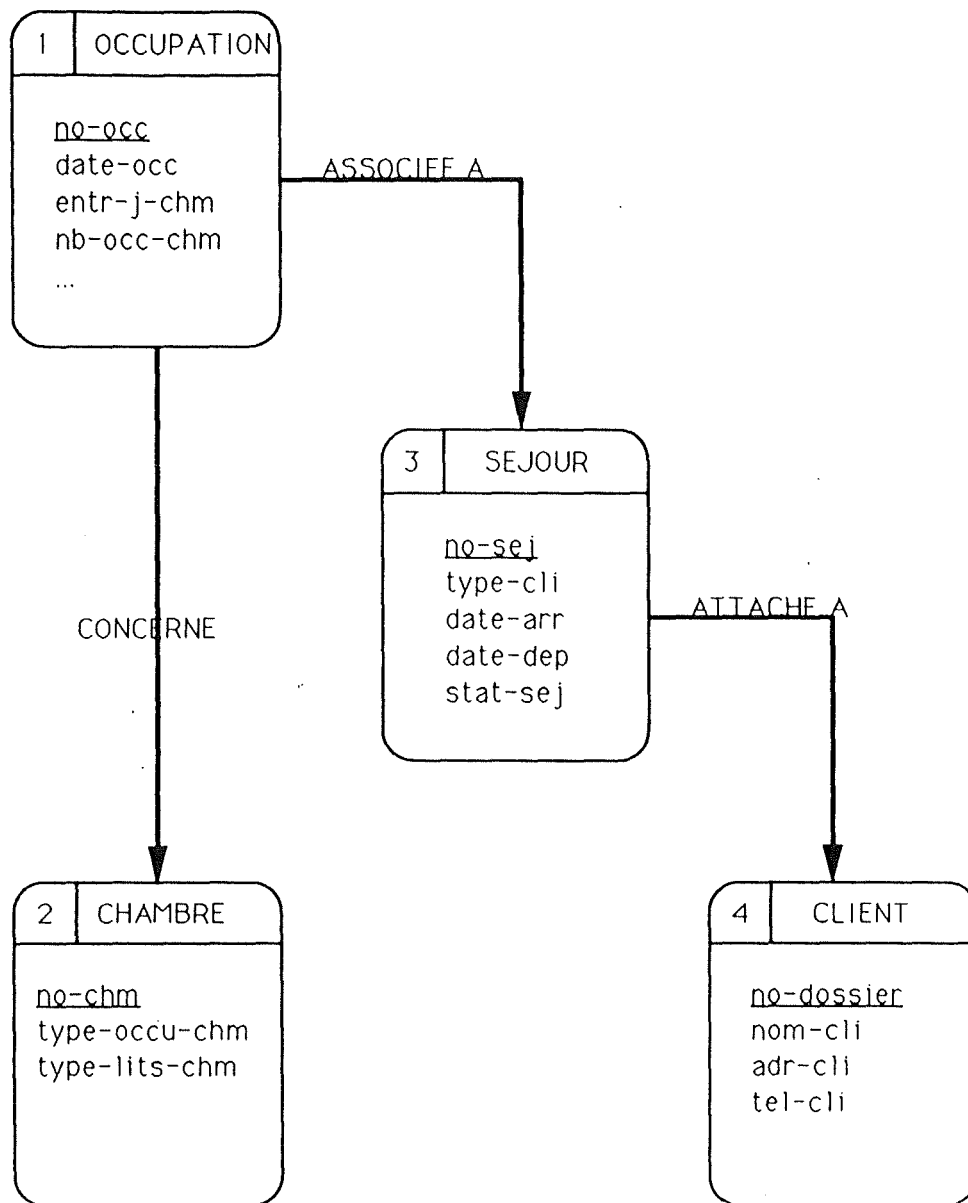 1 OCCUPATION
no-occ
date-occ
entr-j-chm
nb-occ-chm
...
ASSOCIEE A
3 SEJOUR
no-sej
type-cli
date-arr
date-dep
stat-sej
CONCERNE
ATTACHE A
2 CHAMBRE
no-chm
type-occu-chm
type-lits-chm
4 CLIENT
no-dossier
nom-cli
adr-cli
tel-cli